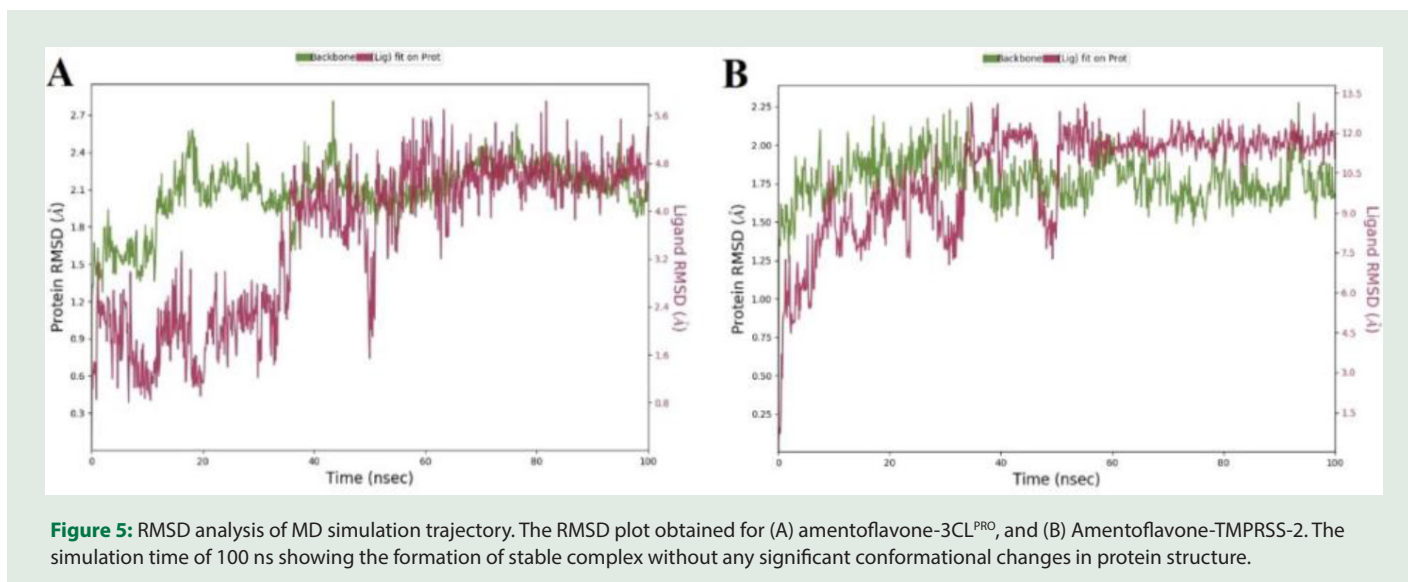 A
Backbone (Lig) fit on Prot
2.7
2.4
2.1
1.8
1.5
1.2
0.9
0.6
0.3
Protein RMSD (Å)
5.6
4.8
4.0
3.2
2.4
1.6
0.8
Ligand RMSD (Å)
0 20 40 60 80 100
Time (nsec)
B
Backbone (Lig) fit on Prot
2.25
2.00
1.75
1.50
1.25
1.00
0.75
0.50
0.25
Protein RMSD (Å)
13.5
12.0
10.5
9.0
7.5
6.0
4.5
3.0
1.5
Ligand RMSD (Å)
0 20 40 60 80 100
Time (nsec)
Figure 5: RMSD analysis of MD simulation trajectory. The RMSD plot obtained for (A) amentoflavone-3CLᴾᴿᴼ, and (B) Amentoflavone-TMPRSS-2. The
simulation time of 100 ns showing the formation of stable complex without any significant conformational changes in protein structure.